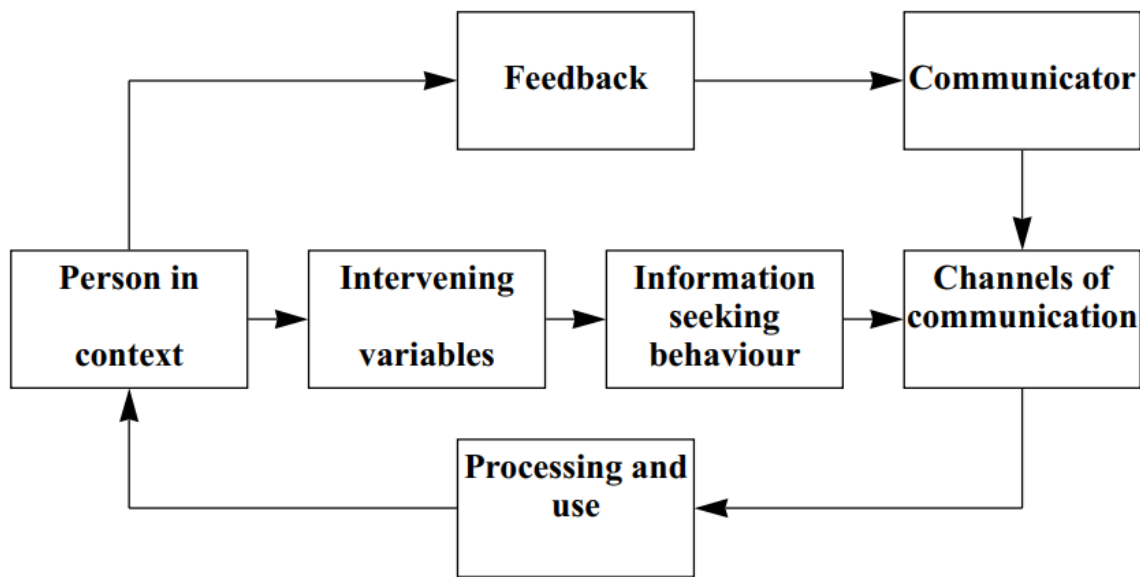 Feedback
Communicator
Person in
context
Intervening
variables
Information
seeking
behaviour
Channels of
communication
Processing and
use